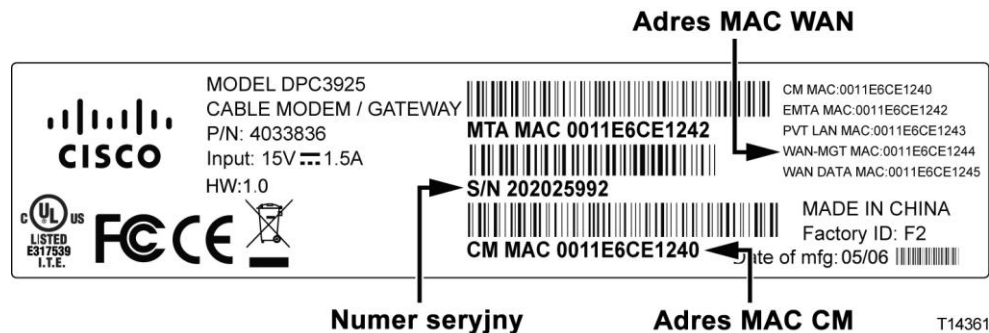 Adres MAC WAN
CISCO
MODEL DPC3925
CABLE MODEM / GATEWAY
P/N: 4033836
Input: 15V 1.5A
HW:1.0
C UL US
LISTED
E317539
I.T.E.
FC CE
MTA MAC 0011E6CE1242
S/N 202025992
CM MAC 0011E6CE1240
CM MAC:0011E6CE1240
EMTA MAC:0011E6CE1242
PVT LAN MAC:0011E6CE1243
WAN-MGT MAC:0011E6CE1244
WAN DATA MAC:0011E6CE1245
MADE IN CHINA
Factory ID: F2
Date of mfg: 05/06
Numer seryjny
Adres MAC CM
T14361